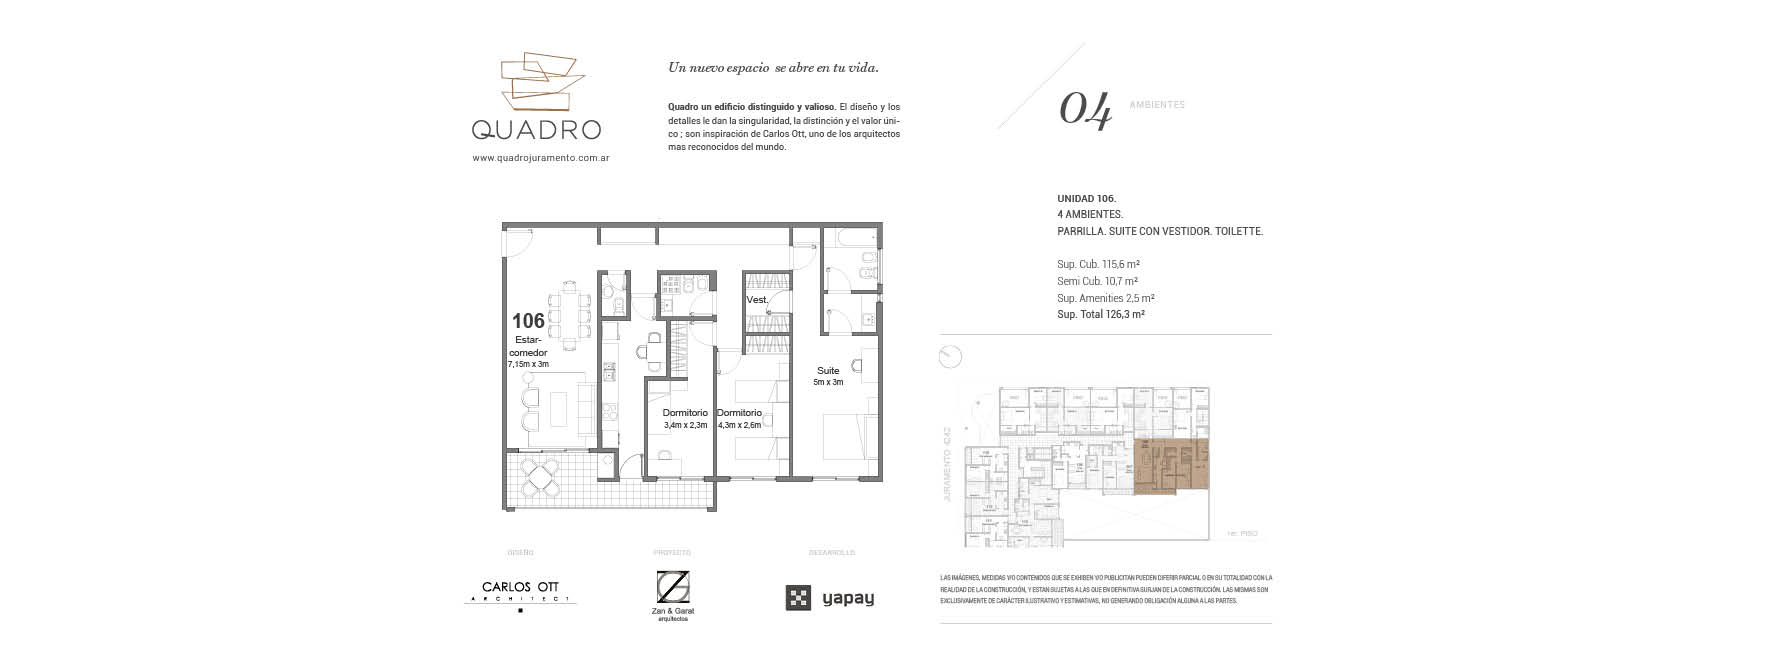 QUADRO
www.quadrojuramento.com.ar
Un nuevo espacio se abre en tu vida.
Quadro un edificio distinguido y valioso. El diseño y los
detalles le dan la singularidad, la distinción y el valor úni-
co ; son inspiración de Carlos Ott, uno de los arquitectos
mas reconocidos del mundo.
04 AMBIENTES
UNIDAD 106.
4 AMBIENTES.
PARRILLA. SUITE CON VESTIDOR. TOILETTE.
Sup. Cub. 115,6 m²
Semi Cub. 10,7 m²
Sup. Amenities 2,5 m²
Sup. Total 126,3 m²
106
Estar-
comedor
7,15m x 3m
Vest.
Dormitorio
3,4m x 2,3m
Dormitorio
4,3m x 2,6m
Suite
5m x 3m
JURAMENTO 4242
1er. PISO
DISEÑO
PROYECTO
DESARROLLO
CARLOS OTT
ARCHITECT
Zan & Garat
arquitectos
yapay
LAS IMÁGENES, MEDIDAS Y/O CONTENIDOS QUE SE EXHIBEN Y/O PUBLICITAN PUEDEN DIFERIR PARCIAL O EN SU TOTALIDAD CON LA
REALIDAD DE LA CONSTRUCCIÓN, Y ESTAN SUJETAS A LAS QUE EN DEFINITIVA SURJAN DE LA CONSTRUCCIÓN. LAS MISMAS SON
EXCLUSIVAMENTE DE CARÁCTER ILUSTRATIVO Y ESTIMATIVAS, NO GENERANDO OBLIGACIÓN ALGUNA A LAS PARTES.